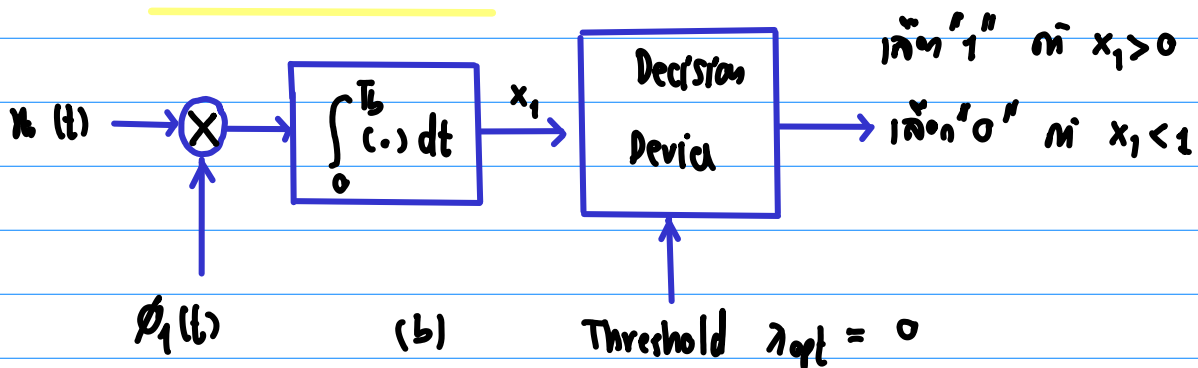 เลือก "1" ถ้า x₁ > 0
x(t)
∫₀^Tb (.) dt
x₁
Decision
Device
เลือก "0" ถ้า x₁ < 1
ϕ₁(t)
(b)
Threshold λopt = 0